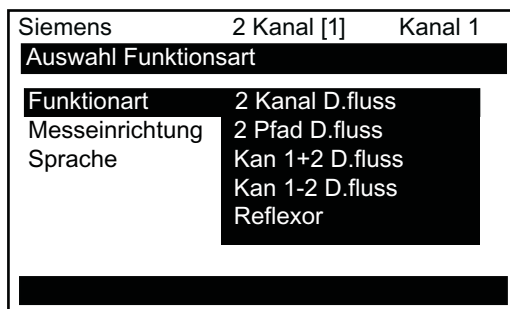 Siemens 2 Kanal [1] Kanal 1
Auswahl Funktionsart
Funktionart 2 Kanal D.fluss
Messeinrichtung 2 Pfad D.fluss
Sprache Kan 1+2 D.fluss
Kan 1-2 D.fluss
Reflexor